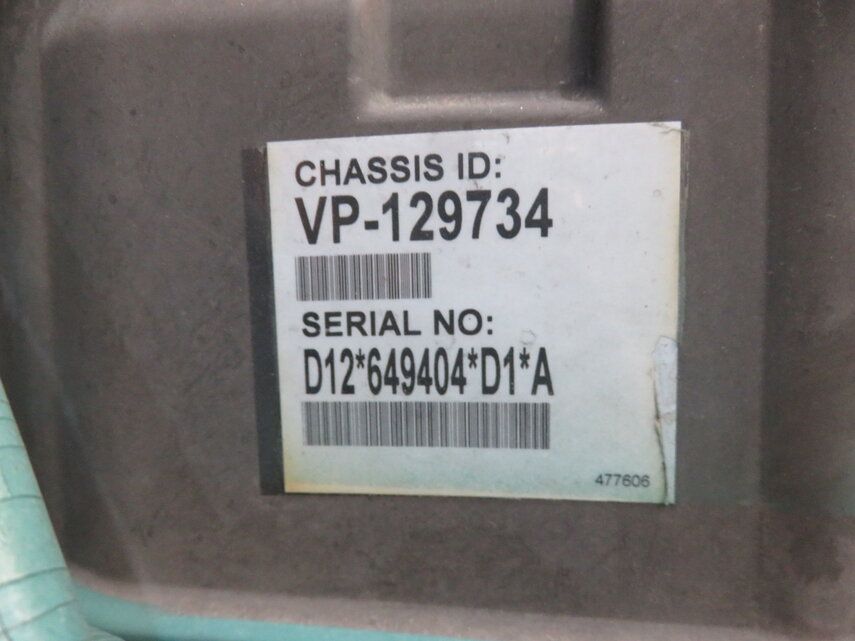 CHASSIS ID:
VP-129734
SERIAL NO:
D12*649404*D1*A
477606